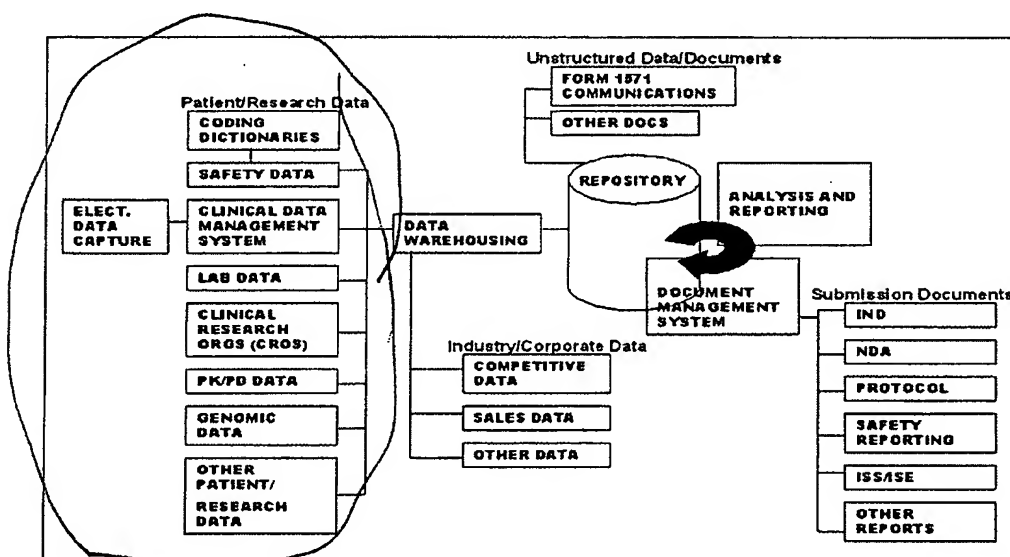 Unstructured Data/Documents
FORM 1571
COMMUNICATIONS
OTHER DOCS
Patient/Research Data
CODING
DICTIONARIES
SAFETY DATA
ELECT.
DATA
CAPTURE
CLINICAL DATA
MANAGEMENT
SYSTEM
LAB DATA
CLINICAL
RESEARCH
ORGS (CROS)
PK/PD DATA
GENOMIC
DATA
OTHER
PATIENT/
RESEARCH
DATA
DATA
WAREHOUSING
REPOSITORY
ANALYSIS AND
REPORTING
DOCUMENT
MANAGEMENT
SYSTEM
Industry/Corporate Data
COMPETITIVE
DATA
SALES DATA
OTHER DATA
Submission Documents
IND
NDA
PROTOCOL
SAFETY
REPORTING
ISS/ISE
OTHER
REPORTS